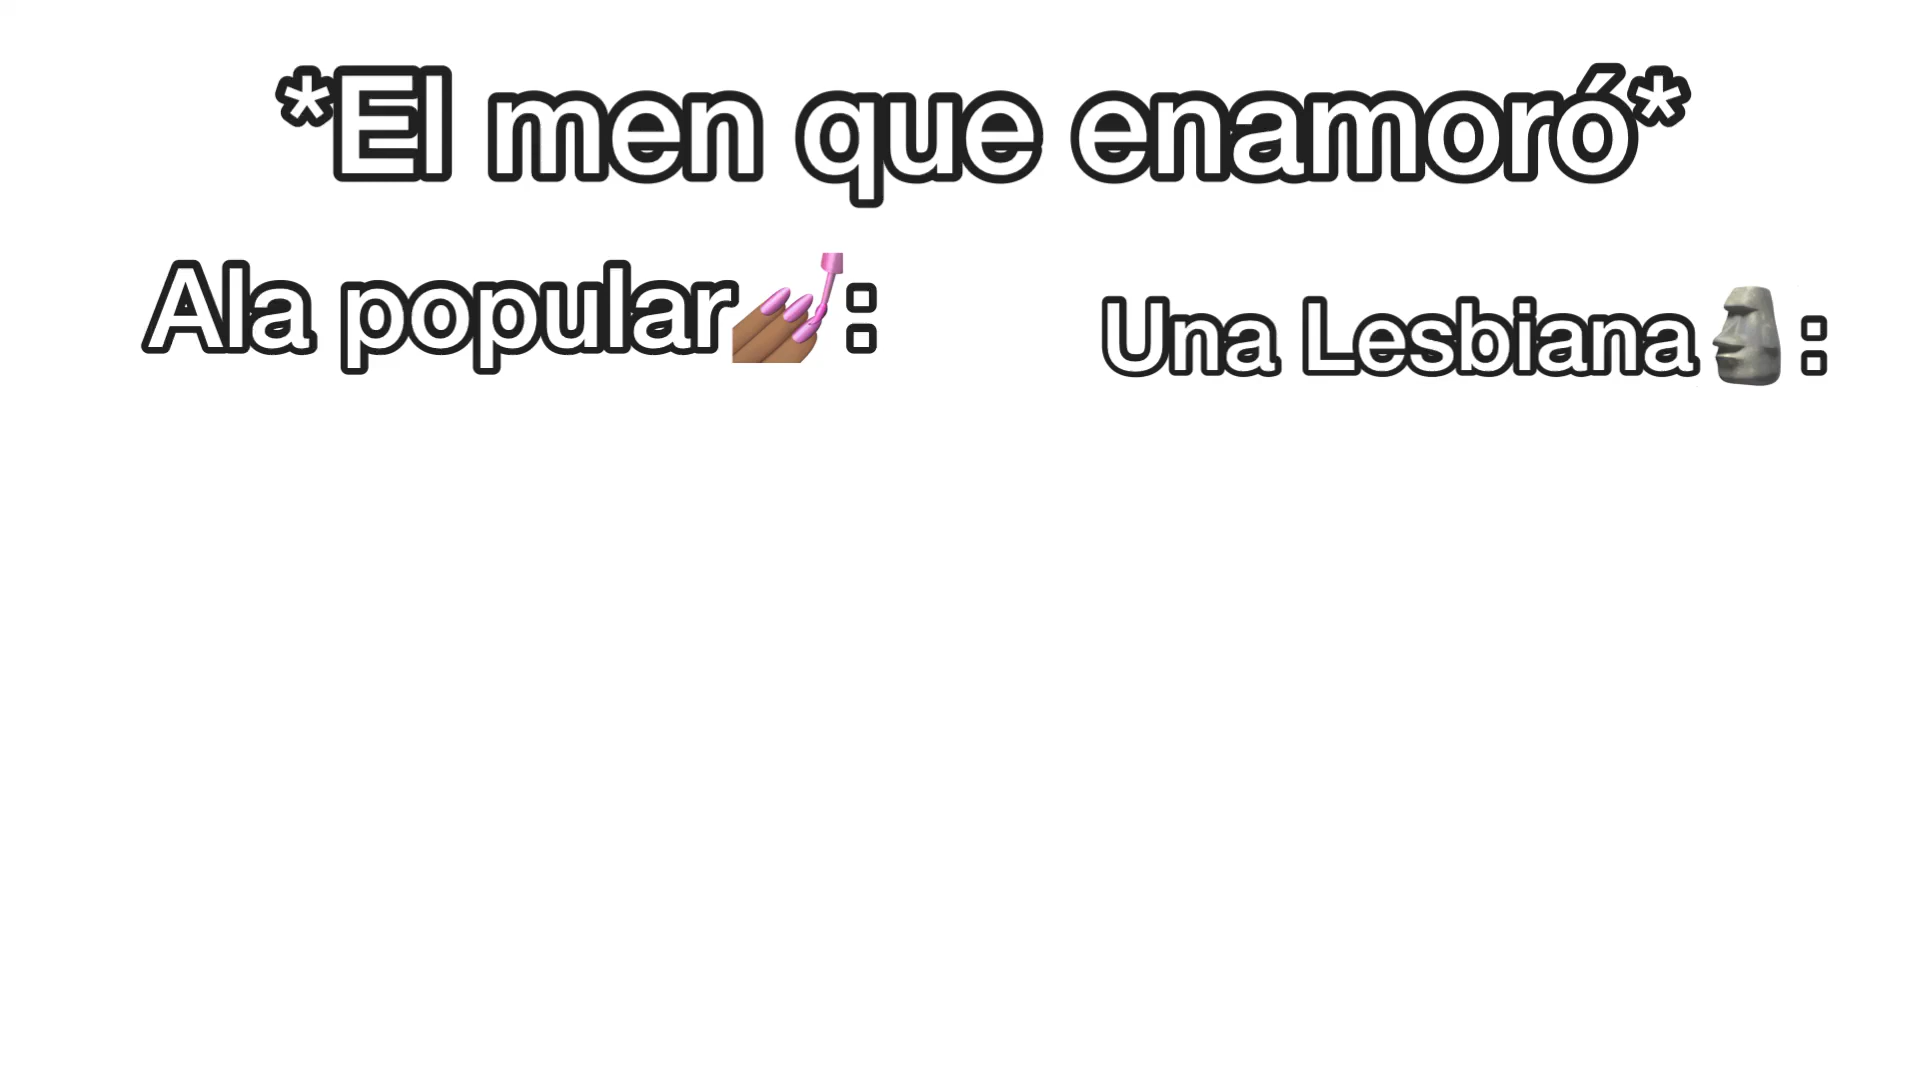 *El men que enamoró*
Ala popular💅🏾:
Una Lesbiana🗿: